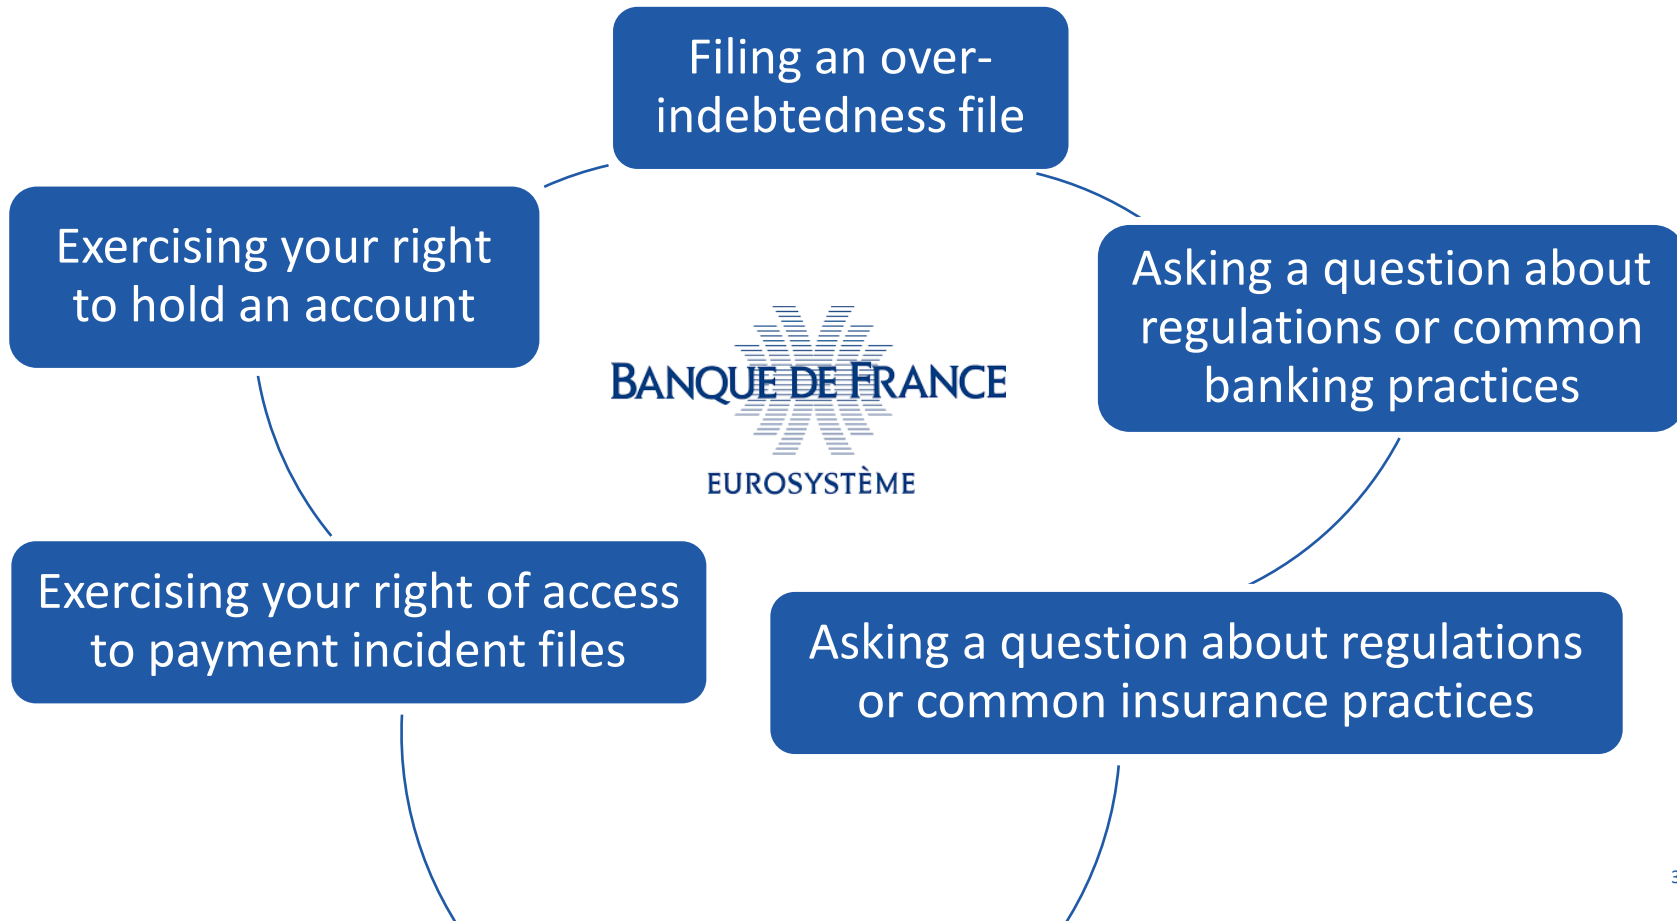 Filing an over-
indebtedness file
Exercising your right
to hold an account
Asking a question about
regulations or common
banking practices
BANQUE DE FRANCE
EUROSYSTÈME
Exercising your right of access
to payment incident files
Asking a question about regulations
or common insurance practices
3